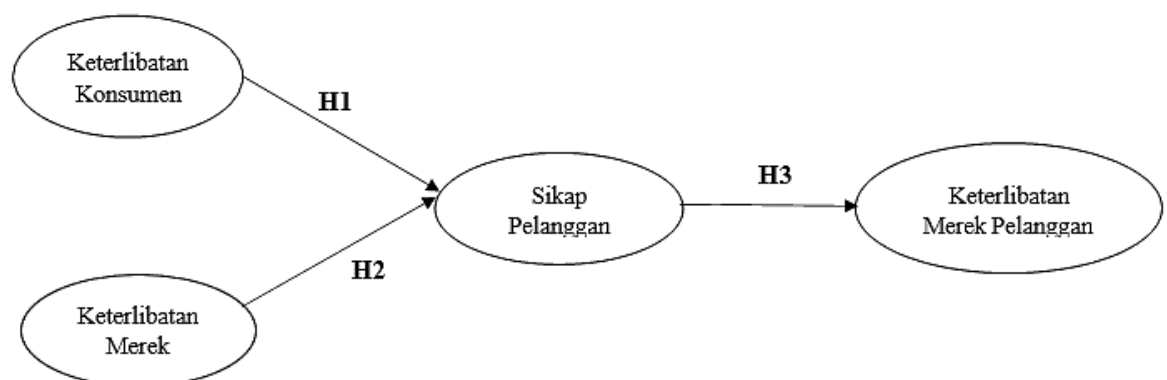 Keterlibatan
Konsumen
H1
Sikap
Pelanggan
H3
Keterlibatan
Merek Pelanggan
H2
Keterlibatan
Merek